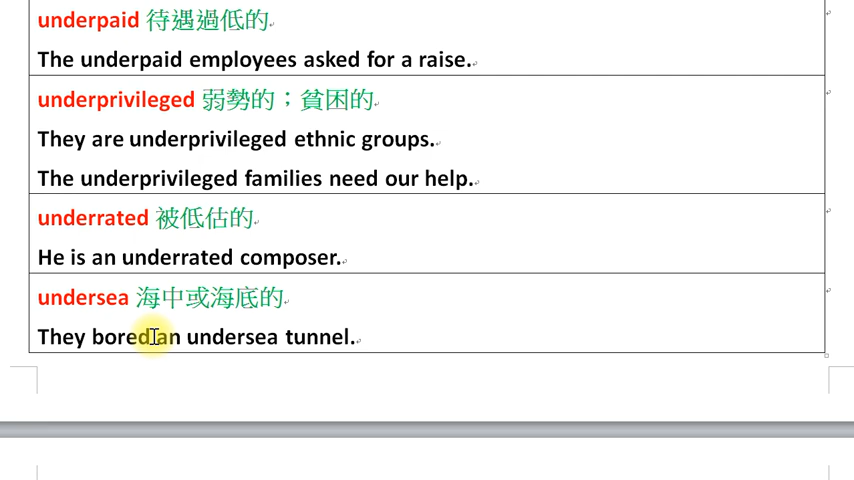 underpaid 待遇過低的
The underpaid employees asked for a raise.
underprivileged 弱勢的；貧困的
They are underprivileged ethnic groups.
The underprivileged families need our help.
underrated 被低估的
He is an underrated composer.
undersea 海中或海底的
They bored an undersea tunnel.